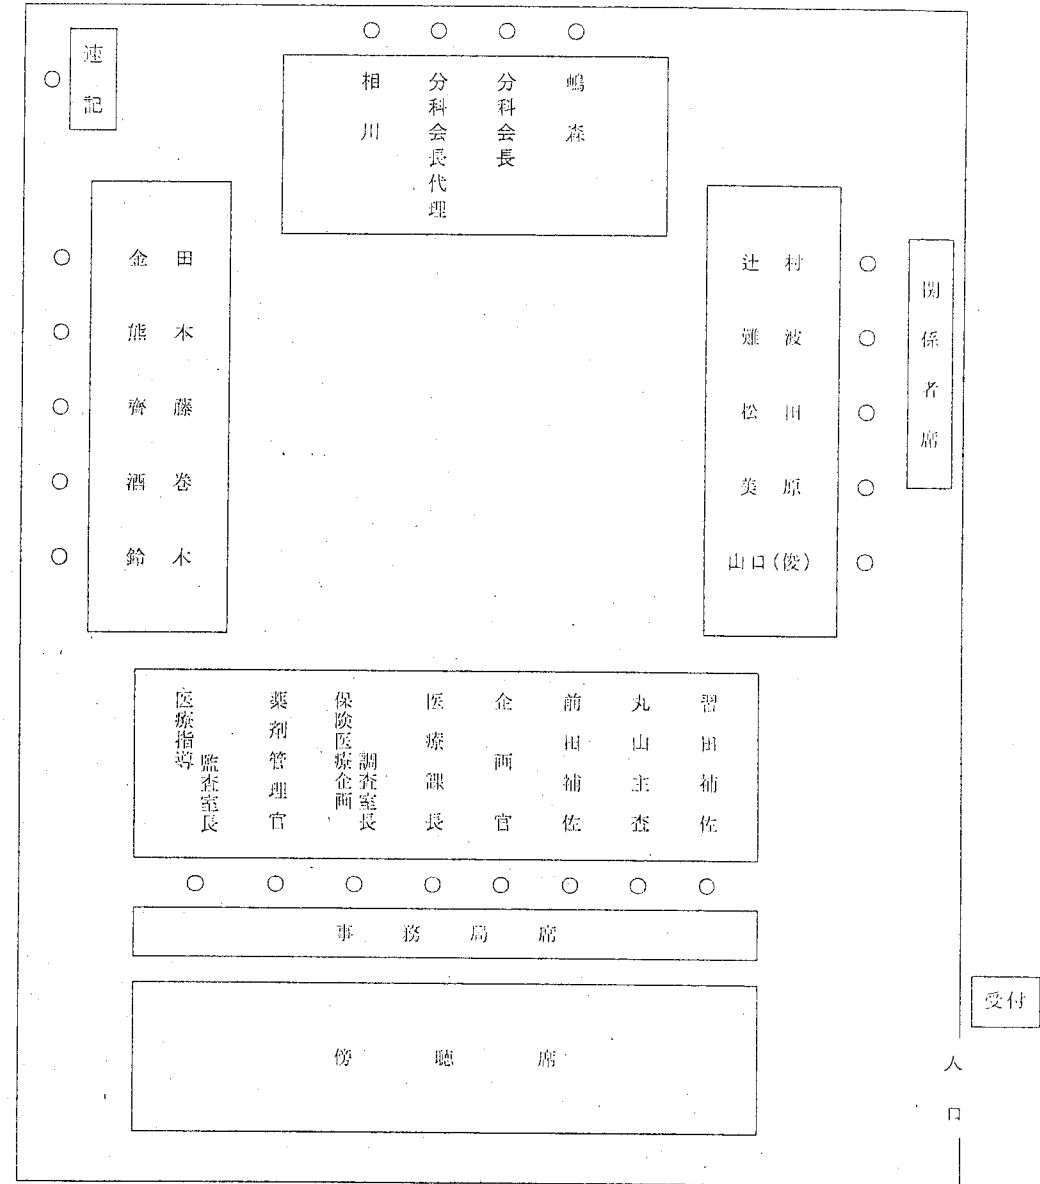 速記
相川
分科会長代理
分科会長
嶋森
金田
熊本
齊藤
酒巻
鈴木
辻村
難波
松田
美原
山口(俊)
関係者席
医療指導
監査室長
薬剤管理官
保険医療企画
調査室長
医療課長
企画官
前田補佐
丸山主査
習田補佐
事務局席
傍聴席
受付
入口